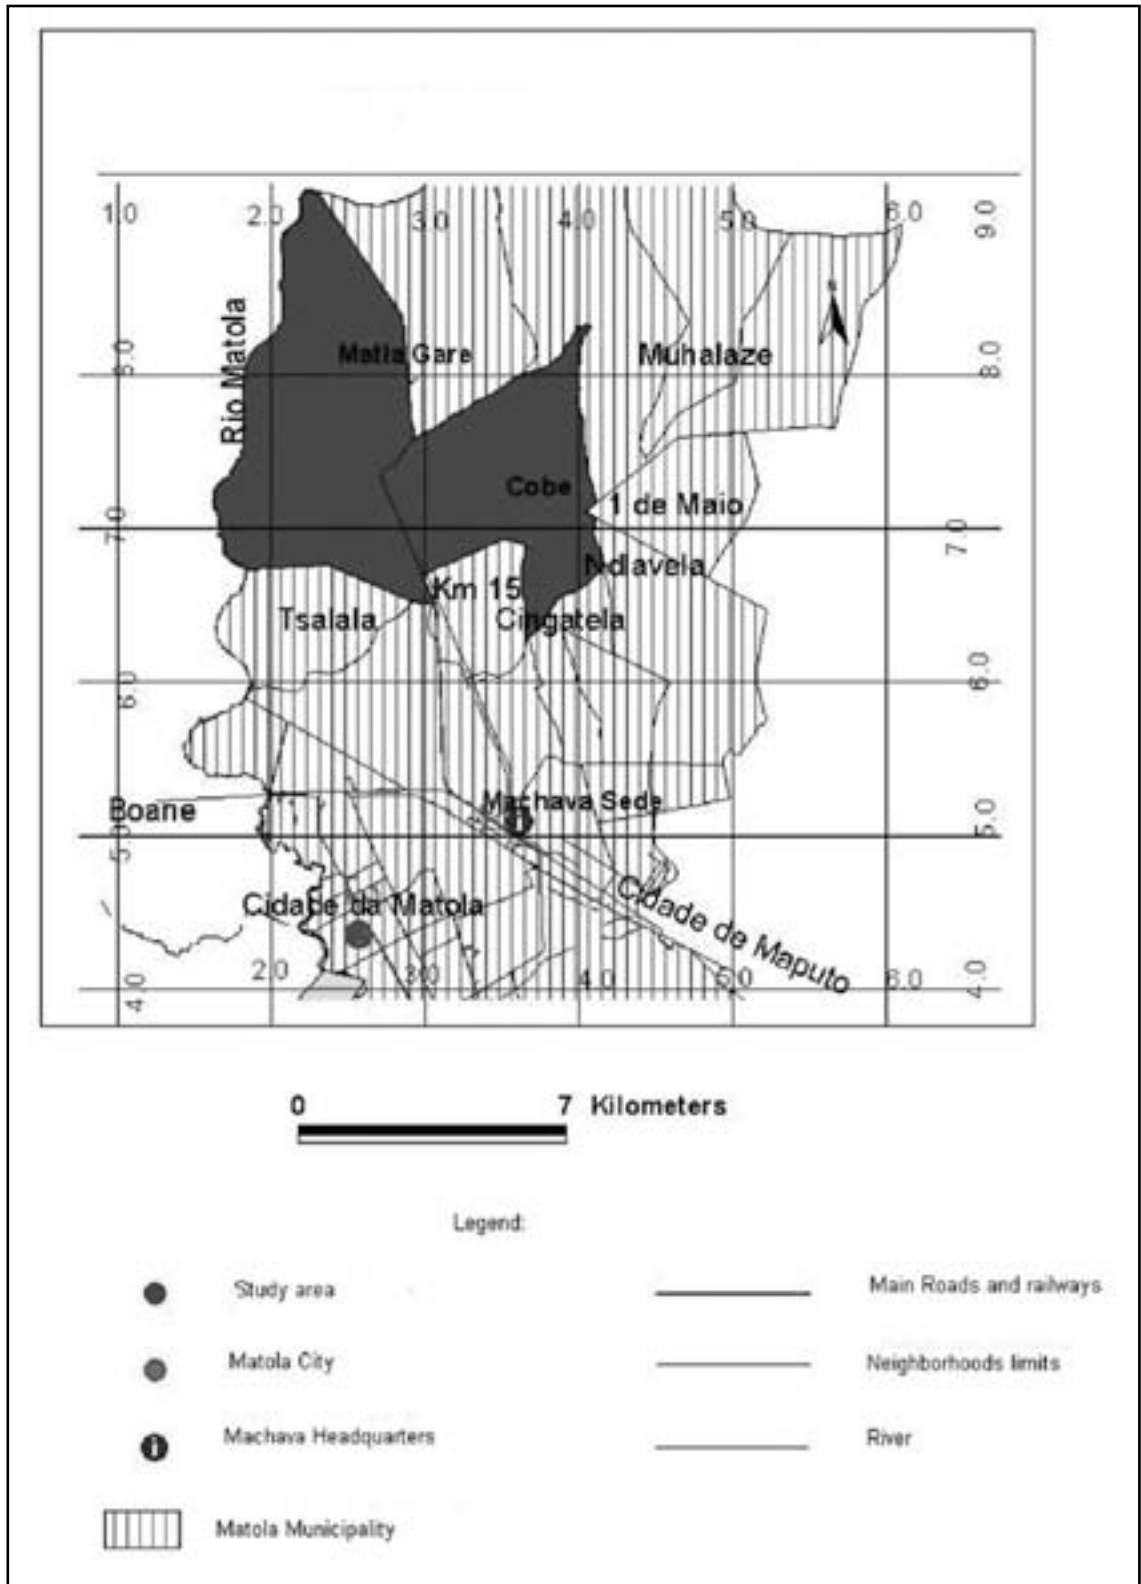 1.0 2.0 3.0 4.0 5.0 6.0 9.0
Rio Matola
8.0 Matla Gare Muhalaze 8.0
Cobe
1 de Maio
7.0 7.0
Ndlavela
Km 15
Tsalala Cingatela
6.0 6.0
Machava Sede
Boane
5.0 5.0
Cidade da Matola
Cidade de Maputo
4.0 2.0 3.0 4.0 5.0 6.0 4.0
0 7 Kilometers
Legend:
Study area
Main Roads and railways
Matola City
Neighborhoods limits
Machava Headquarters
River
Matola Municipality